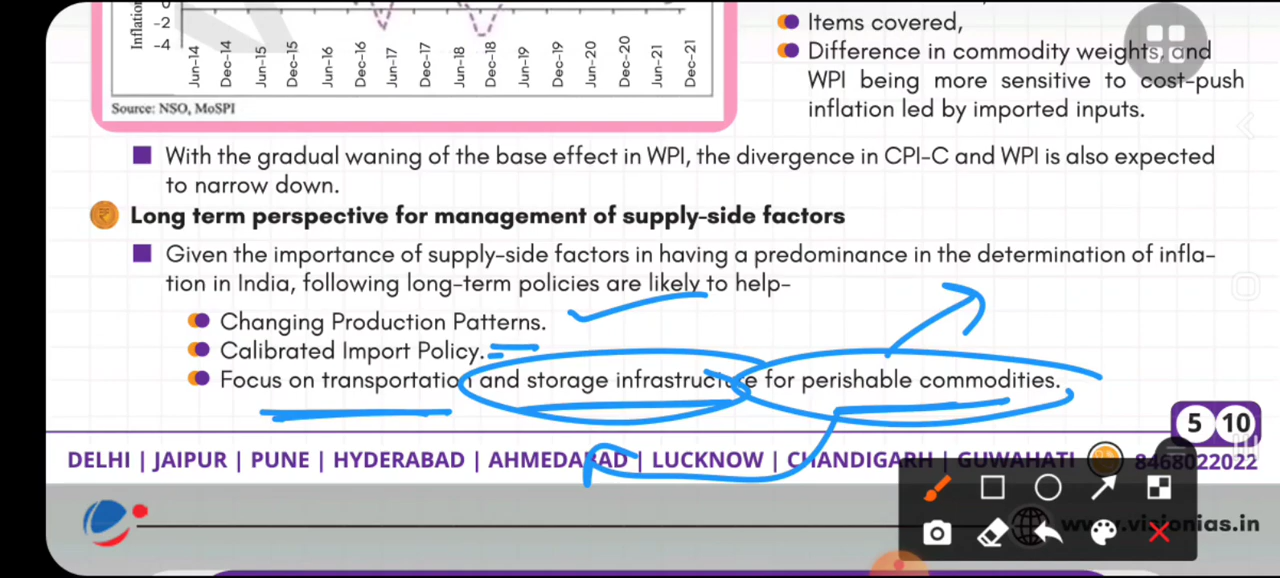 Inflation
0
-2
-4
Jun-14
Dec-14
Jun-15
Dec-15
Jun-16
Dec-16
Jun-17
Dec-17
Jun-18
Dec-18
Jun-19
Dec-19
Jun-20
Dec-20
Jun-21
Dec-21
Source: NSO, MoSPI
Items covered,
Difference in commodity weights, and
WPI being more sensitive to cost-push
inflation led by imported inputs.
With the gradual waning of the base effect in WPI, the divergence in CPI-C and WPI is also expected
to narrow down.
₹ Long term perspective for management of supply-side factors
Given the importance of supply-side factors in having a predominance in the determination of infla-
tion in India, following long-term policies are likely to help-
Changing Production Patterns.
Calibrated Import Policy.
Focus on transportation and storage infrastructure for perishable commodities.
5 10
DELHI | JAIPUR | PUNE | HYDERABAD | AHMEDABAD | LUCKNOW | CHANDIGARH | GUWAHATI 8468022022
www.visionias.in